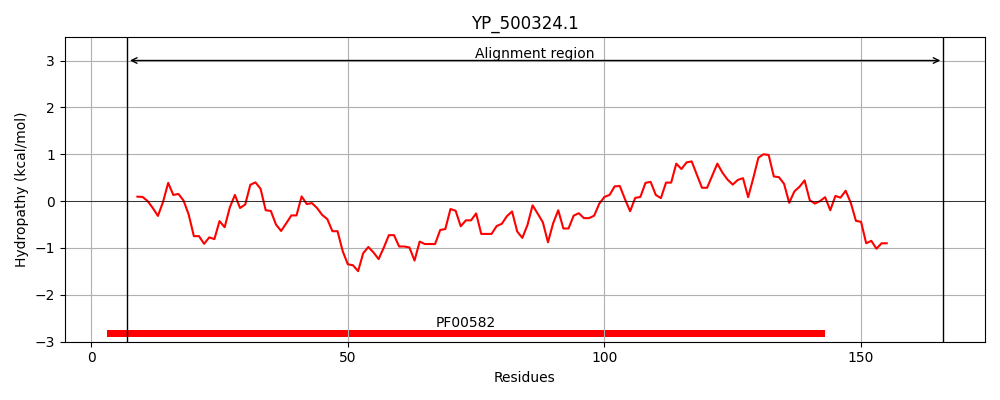 YP_500324.1
Alignment region
Hydropathy (kcal/mol)
3
2
1
0
−1
−2
−3
PF00582
0
50
100
150
Residues